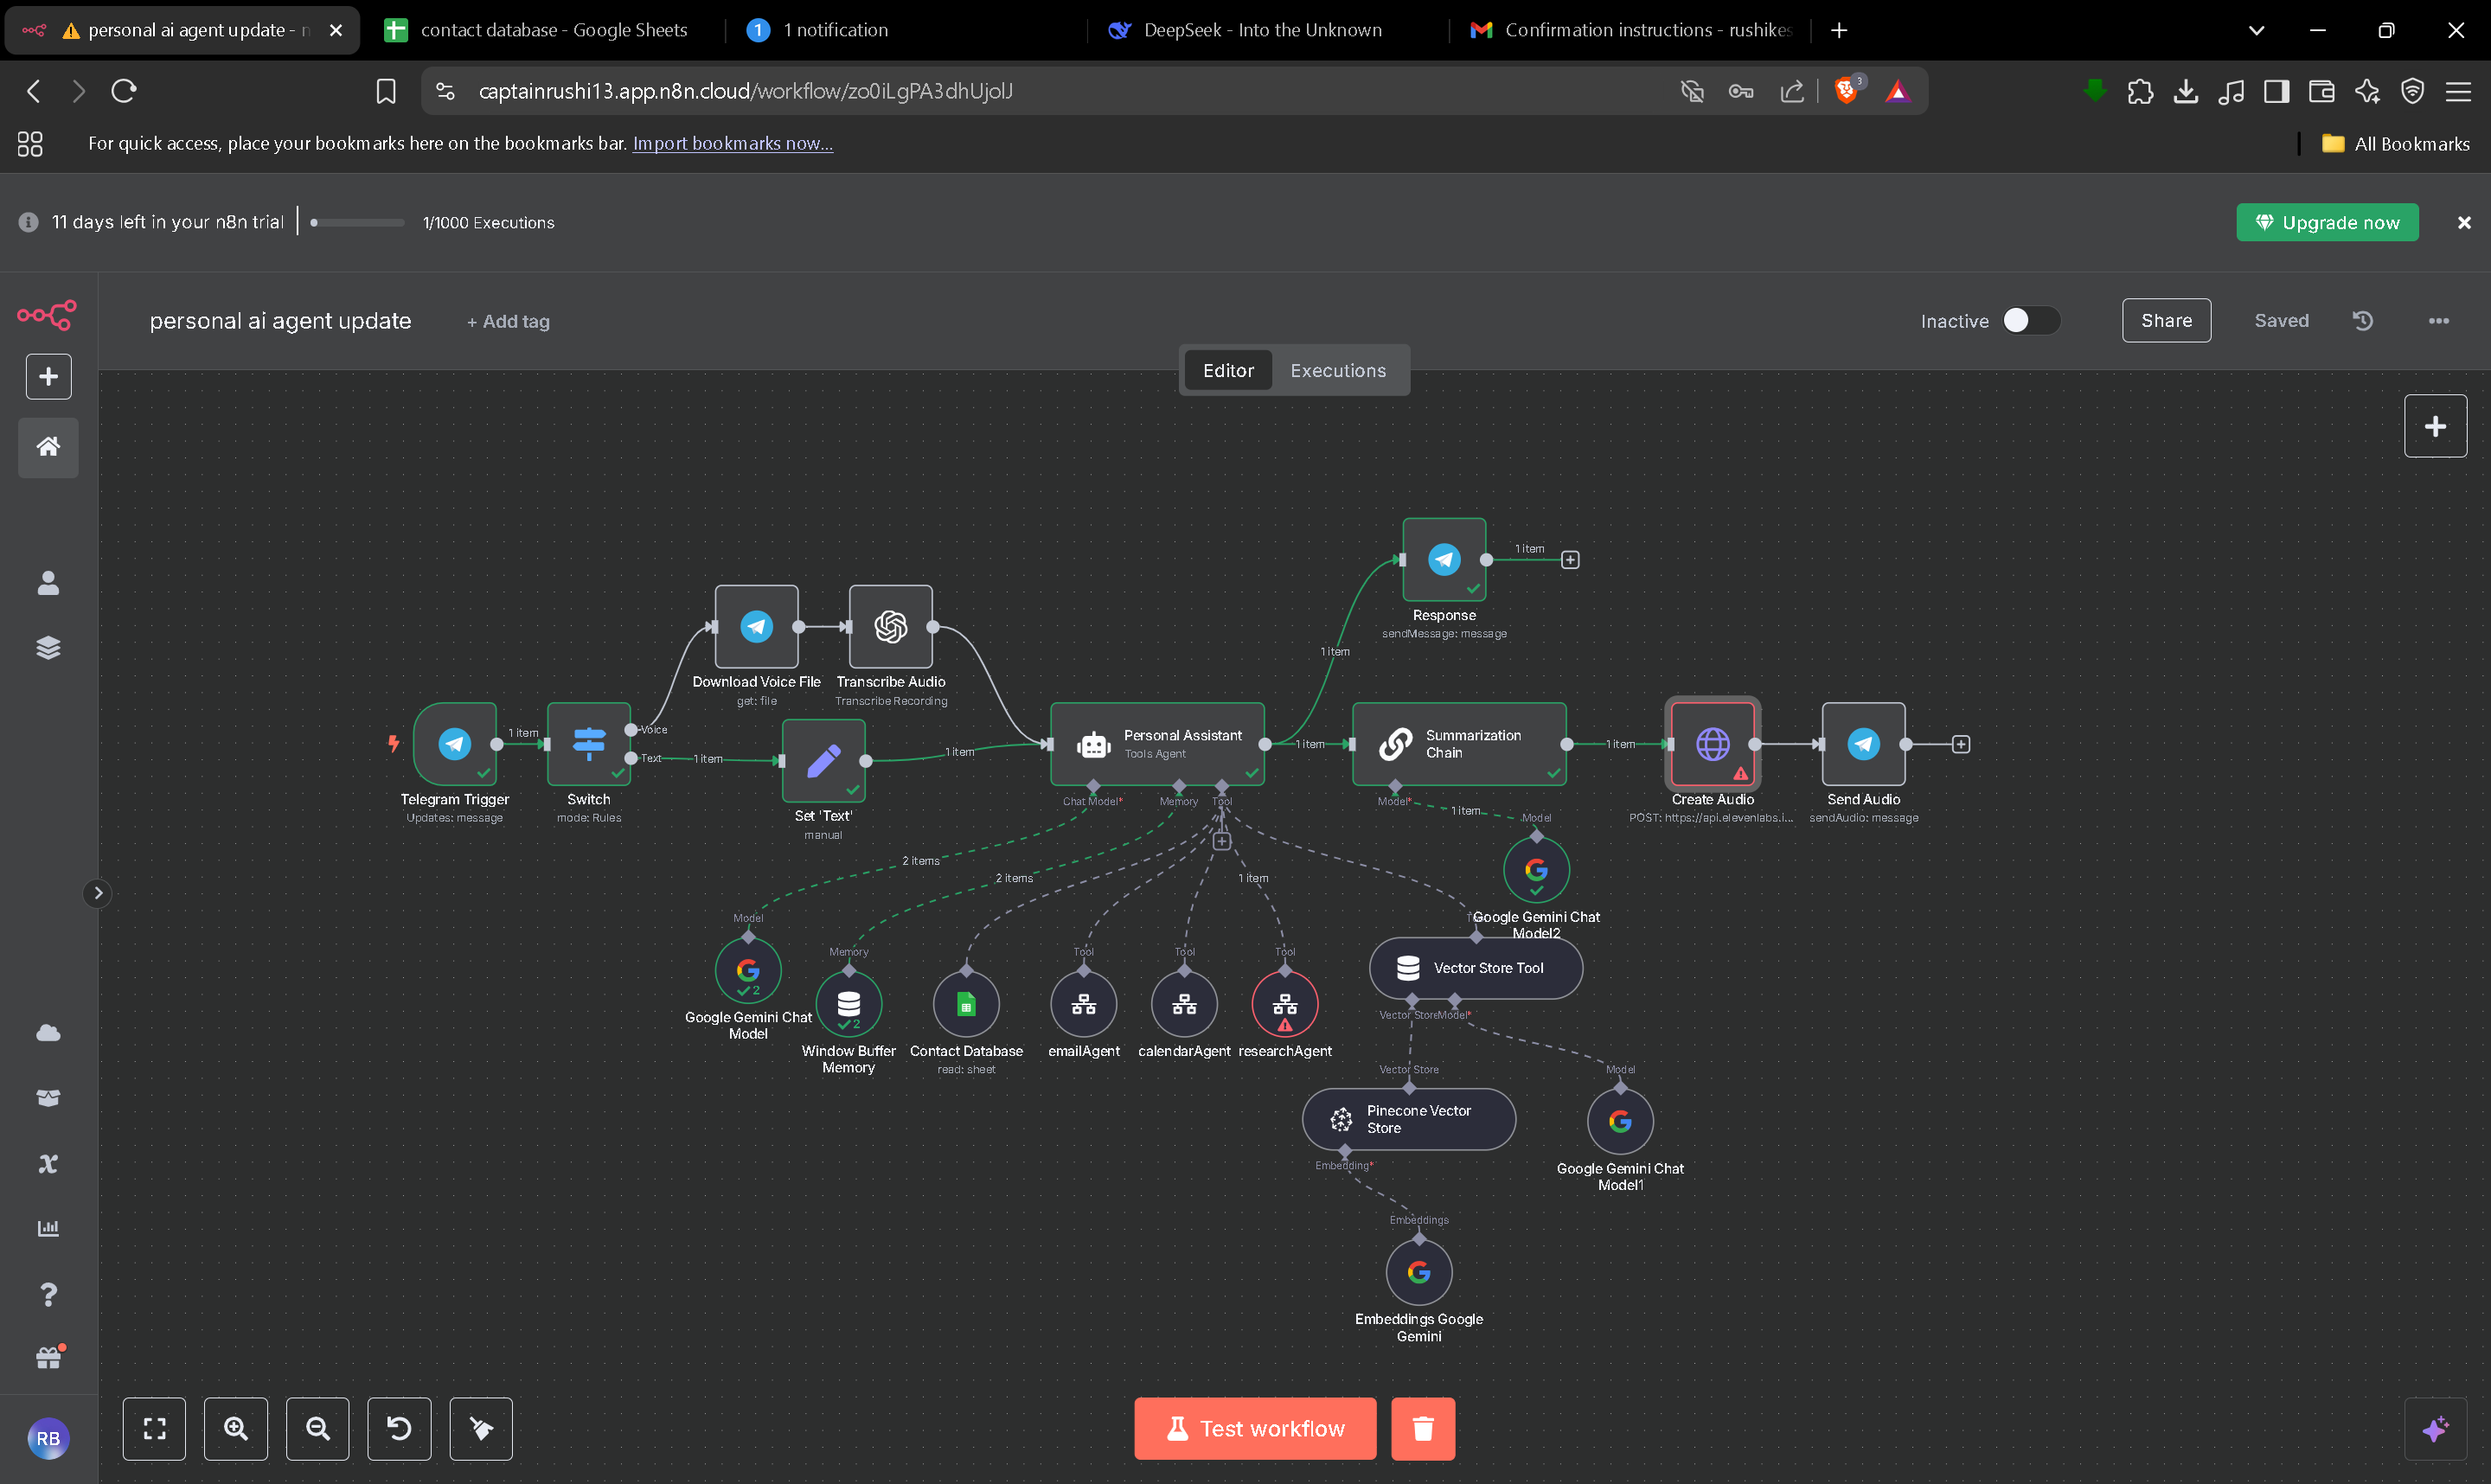 personal ai agent update - n
contact database - Google Sheets
1
1 notification
DeepSeek - Into the Unknown
Confirmation instructions - rushikes
captainrushi13.app.n8n.cloud/workflow/zo0iLgPA3dhUjolJ
3
For quick access, place your bookmarks here on the bookmarks bar. Import bookmarks now...
All Bookmarks
11 days left in your n8n trial
1/1000 Executions
Upgrade now
personal ai agent update
+ Add tag
Inactive
Share
Saved
Editor
Executions
1 item
Response
sendMessage: message
1 item
Download Voice File
get: file
Transcribe Audio
Transcribe Recording
Telegram Trigger
Updates: message
1 item
Switch
mode: Rules
Voice
Text
1 item
Set 'Text'
manual
1 item
Personal Assistant
Tools Agent
Chat Model*
Memory
Tool
1 item
Summarization
Chain
Model*
1 item
1 item
Create Audio
POST: https://api.elevenlabs.i...
Send Audio
sendAudio: message
Model
Google Gemini Chat
Model2
2 items
2 items
1 item
Model
2
Google Gemini Chat
Model
Memory
2
Window Buffer
Memory
Contact Database
read: sheet
Tool
emailAgent
Tool
calendarAgent
Tool
researchAgent
Vector Store Tool
Vector Store
Model*
Vector Store
Pinecone Vector
Store
Embedding*
Model
Google Gemini Chat
Model1
Embeddings
Embeddings Google
Gemini
RB
Test workflow